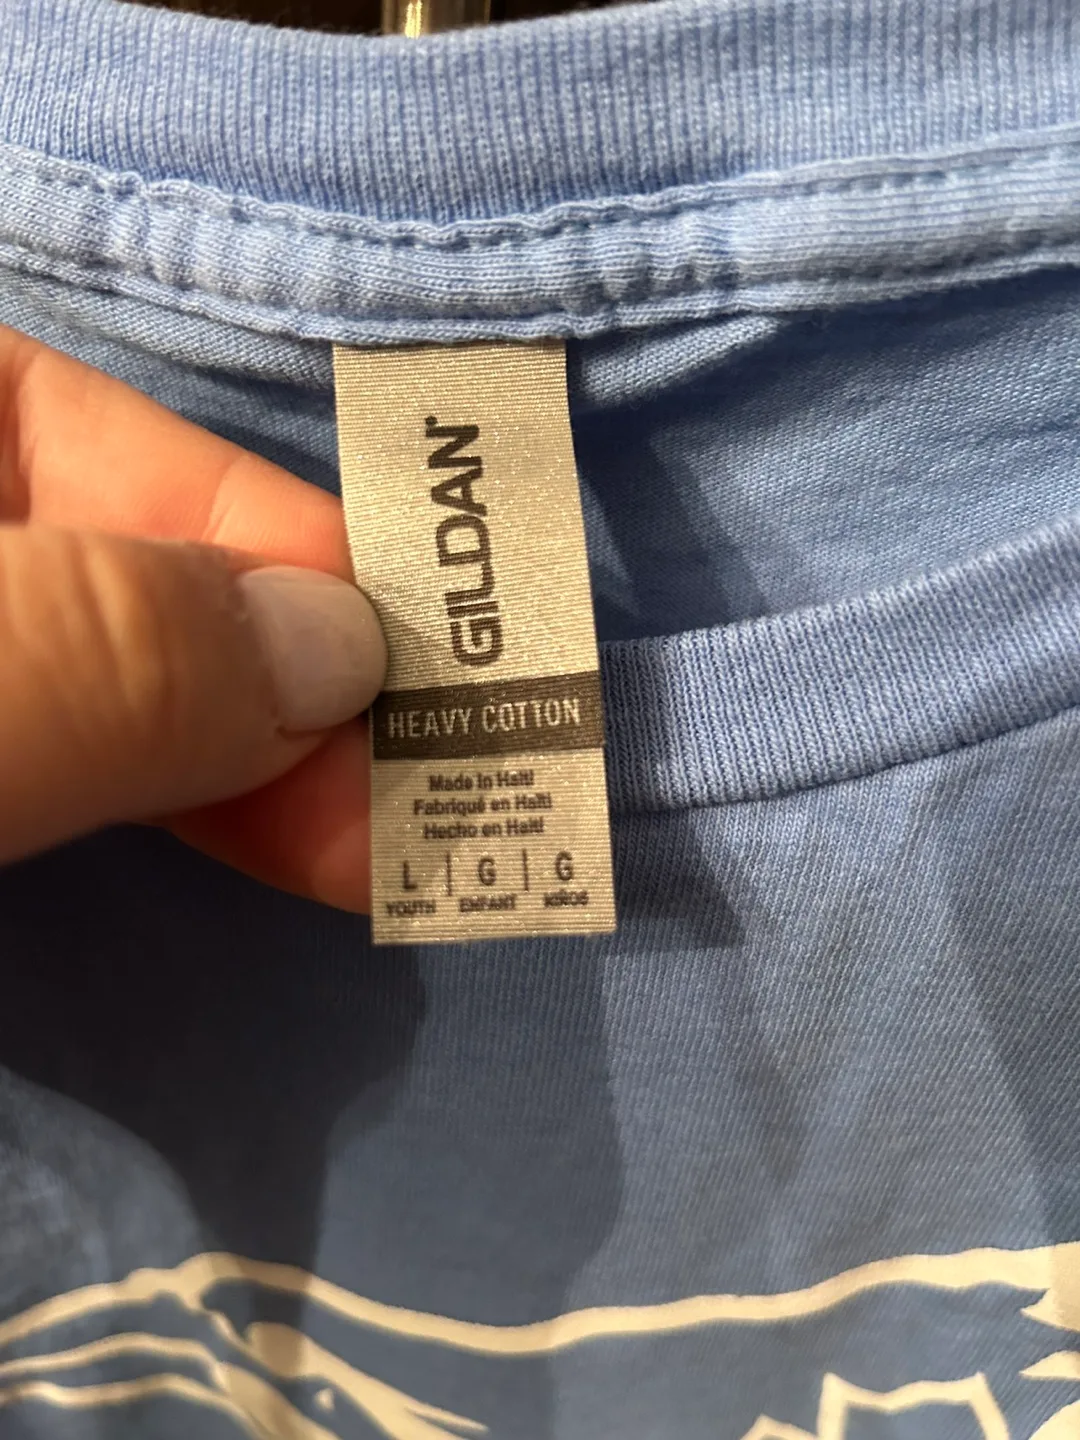 GILDAN
HEAVY COTTON
Made in Haiti
Fabriqué en Haïti
Hecho en Haití
L | G | G
YOUTH ENFANT NIÑOS